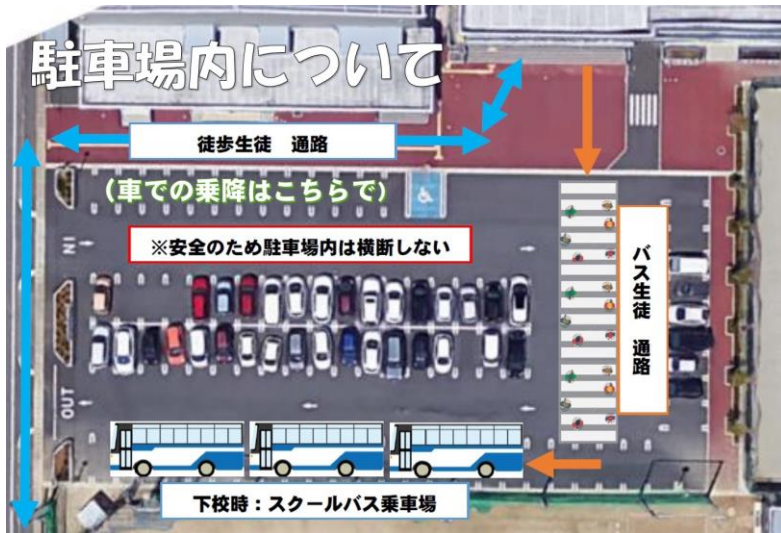 駐車場内について
徒歩生徒　通路
(車での乗降はこちらで)
※安全のため駐車場内は横断しない
IN
バス生徒　通路
OUT
下校時：スクールバス乗車場